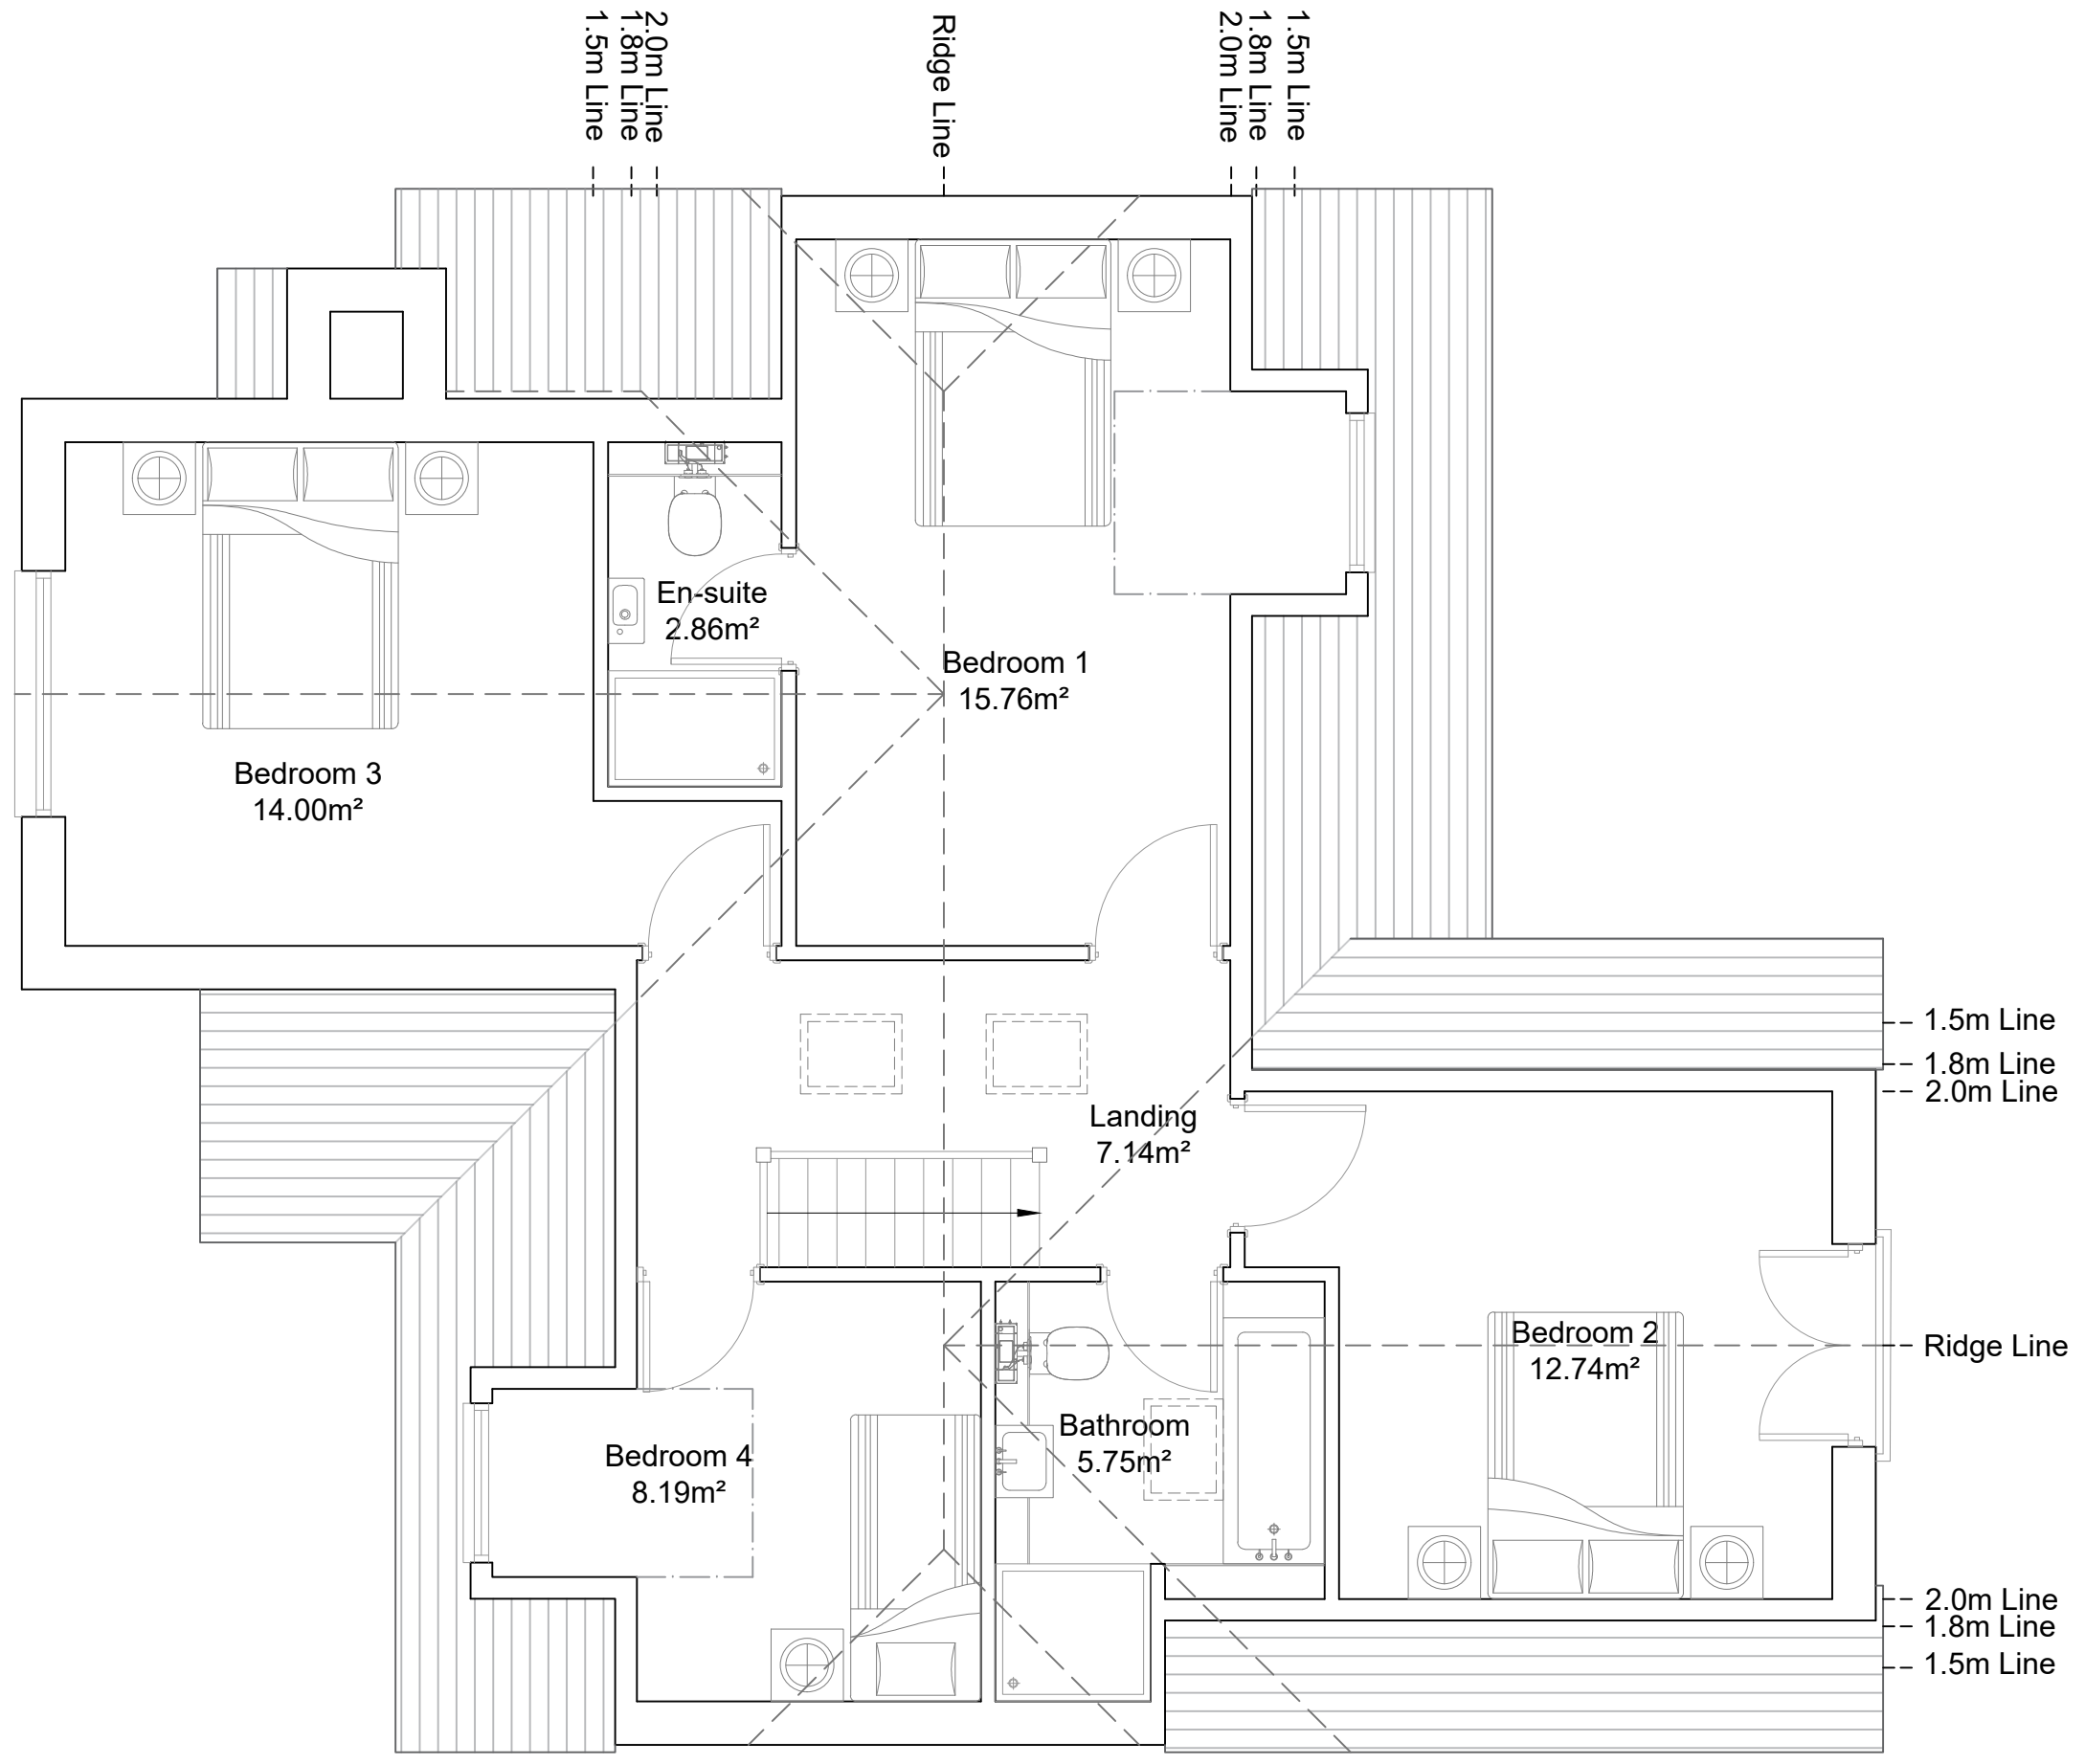 1.5m Line
1.8m Line
2.0m Line
Ridge Line
2.0m Line
1.8m Line
1.5m Line
En-suite
2.86m²
Bedroom 1
15.76m²
Bedroom 3
14.00m²
1.5m Line
1.8m Line
2.0m Line
Landing
7.14m²
Bedroom 2
12.74m²
Ridge Line
Bathroom
5.75m²
Bedroom 4
8.19m²
2.0m Line
1.8m Line
1.5m Line